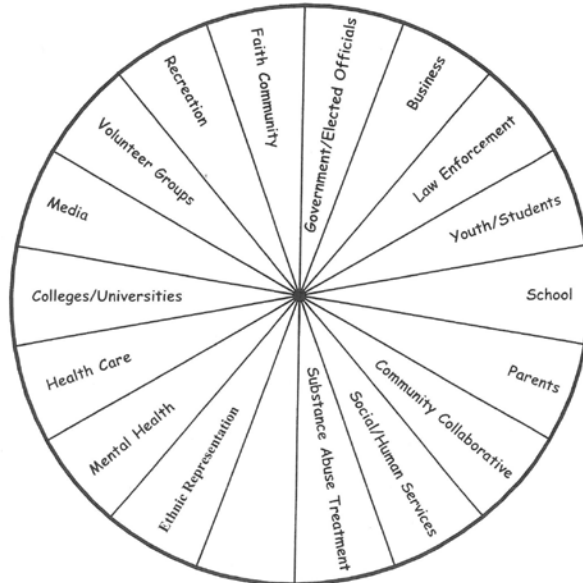 Government/Elected Officials
Business
Law Enforcement
Youth/Students
School
Parents
Community Collaborative
Social/Human Services
Substance Abuse Treatment
Ethnic Representation
Mental Health
Health Care
Colleges/Universities
Media
Volunteer Groups
Recreation
Faith Community